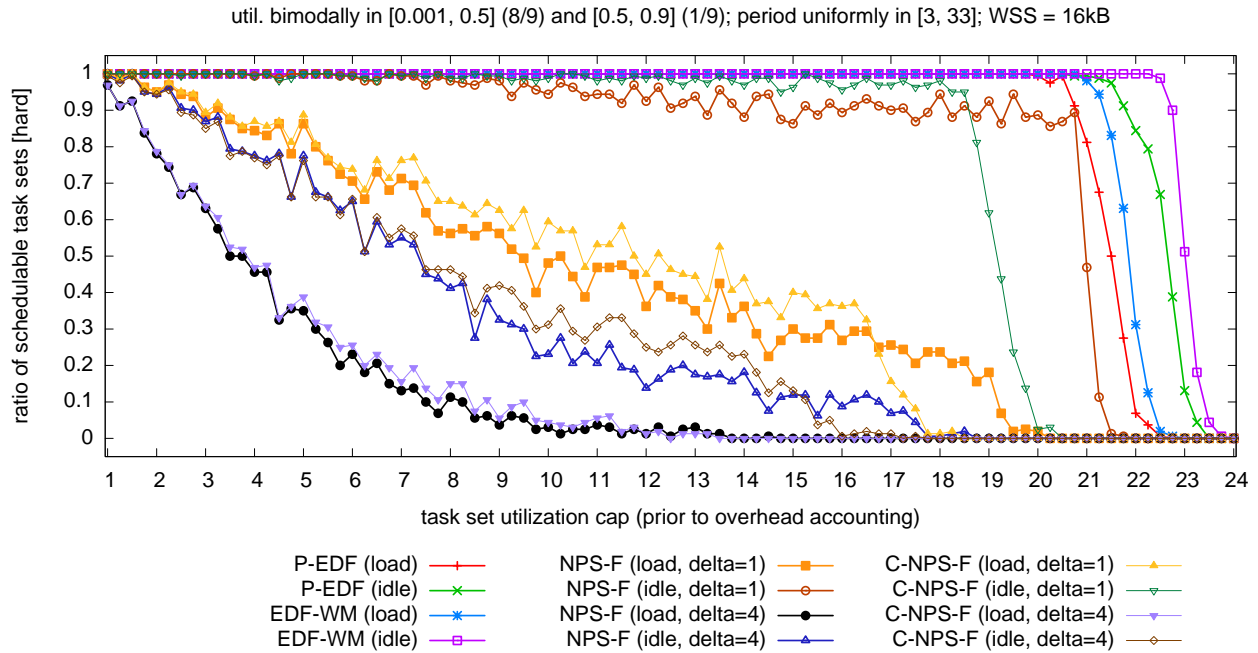 util. bimodally in [0.001, 0.5] (8/9) and [0.5, 0.9] (1/9); period uniformly in [3, 33]; WSS = 16kB
ratio of schedulable task sets [hard]
1
0.9
0.8
0.7
0.6
0.5
0.4
0.3
0.2
0.1
0
1 2 3 4 5 6 7 8 9 10 11 12 13 14 15 16 17 18 19 20 21 22 23 24
task set utilization cap (prior to overhead accounting)
P-EDF (load) NPS-F (load, delta=1) C-NPS-F (load, delta=1)
P-EDF (idle) NPS-F (idle, delta=1) C-NPS-F (idle, delta=1)
EDF-WM (load) NPS-F (load, delta=4) C-NPS-F (load, delta=4)
EDF-WM (idle) NPS-F (idle, delta=4) C-NPS-F (idle, delta=4)